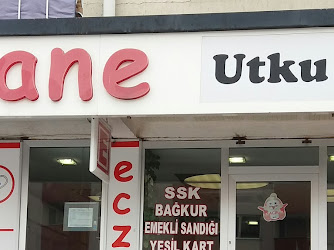 ane Utku
ecz
SSK
BAĞKUR
EMEKLİ SANDIĞI
YEŞİL KART